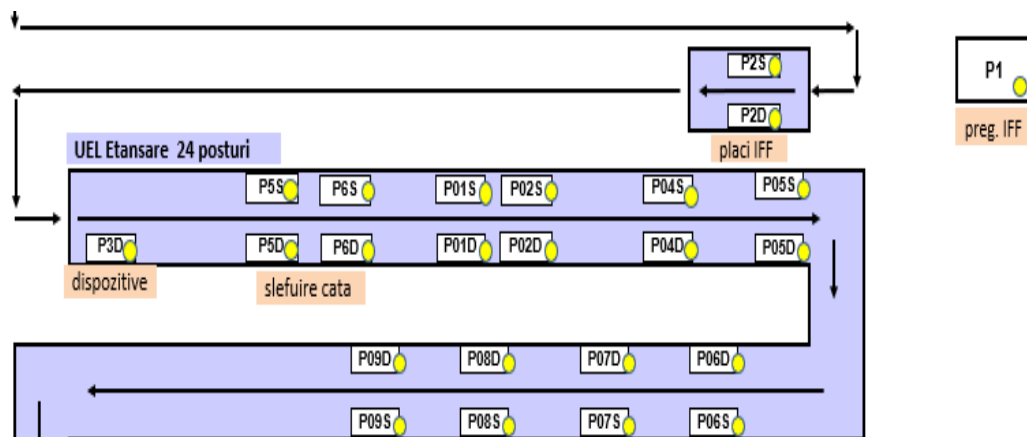 P2S
P1
P2D
preg. IFF
placi IFF
UEL Etansare 24 posturi
P5S P6S P01S P02S P04S P05S
P3D P5D P6D P01D P02D P04D P05D
dispozitive
slefuire cata
P09D P08D P07D P06D
P09S P08S P07S P06S